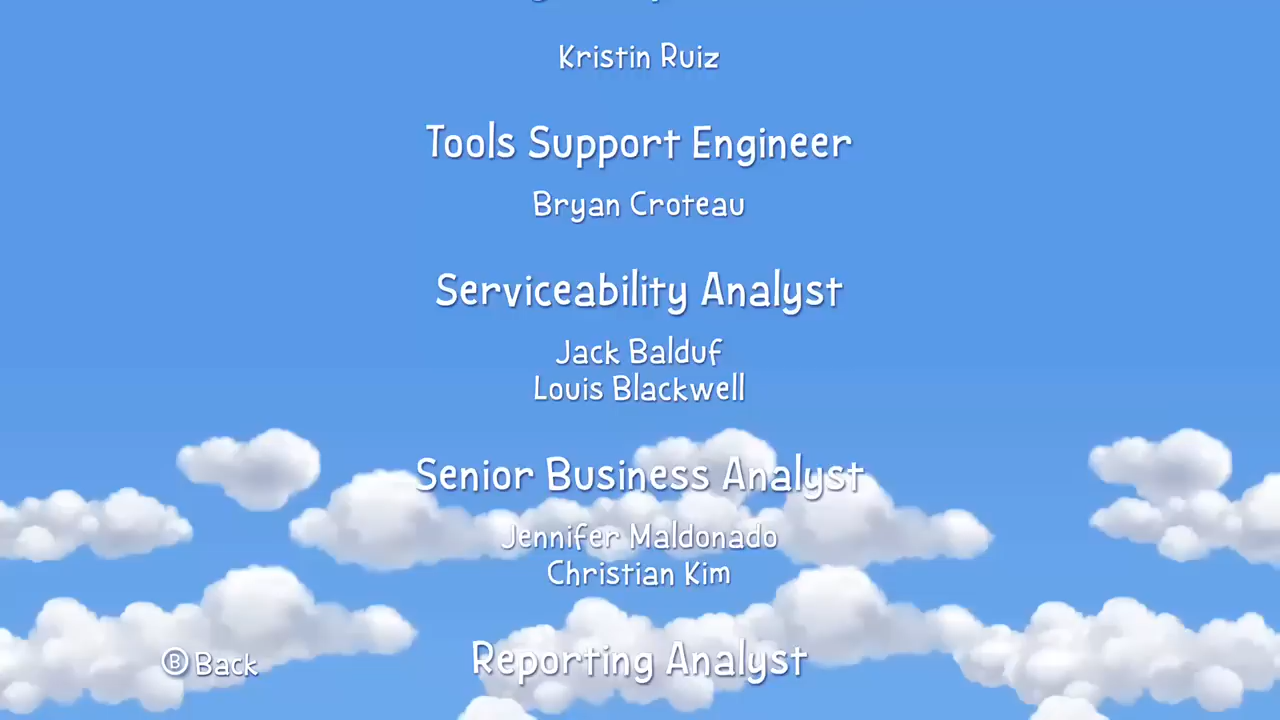 Kristin Ruiz
Tools Support Engineer
Bryan Croteau
Serviceability Analyst
Jack Balduf
Louis Blackwell
Senior Business Analyst
Jennifer Maldonado
Christian Kim
Reporting Analyst
B Back